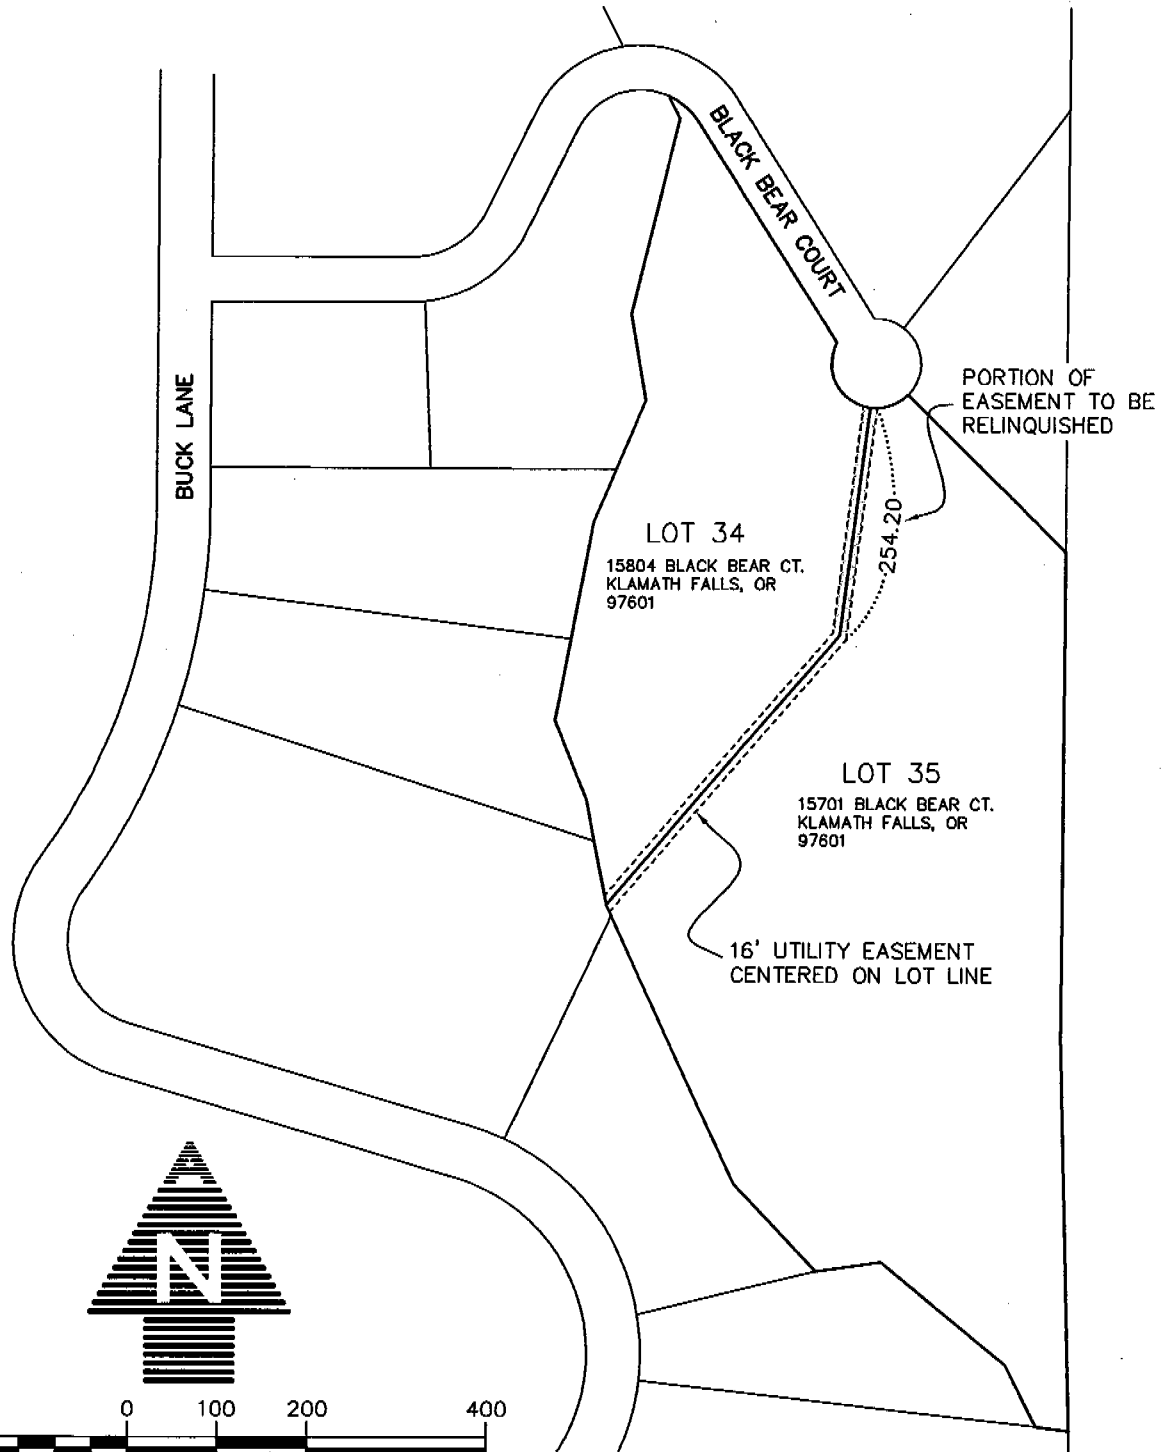 BLACK BEAR COURT
PORTION OF
EASEMENT TO BE
RELINQUISHED
BUCK LANE
254.20
LOT 34
15804 BLACK BEAR CT.
KLAMATH FALLS, OR
97601
LOT 35
15701 BLACK BEAR CT.
KLAMATH FALLS, OR
97601
16' UTILITY EASEMENT
CENTERED ON LOT LINE
N
0 100 200 400